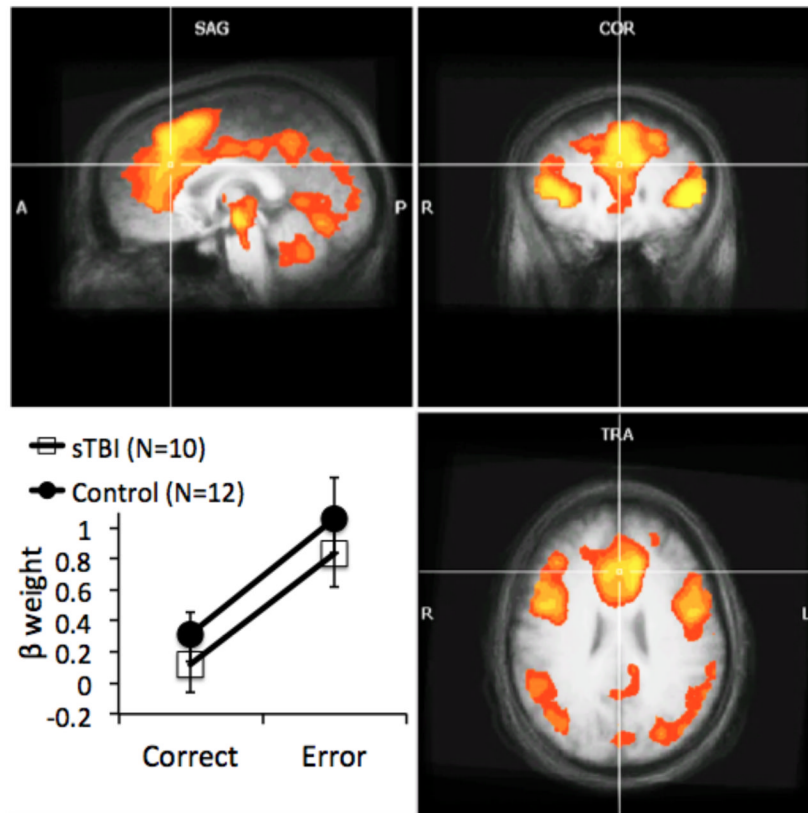 SAG
A
P
COR
R
sTBI (N=10)
Control (N=12)
β weight
1
0.8
0.6
0.4
0.2
0
-0.2
Correct
Error
TRA
R
L